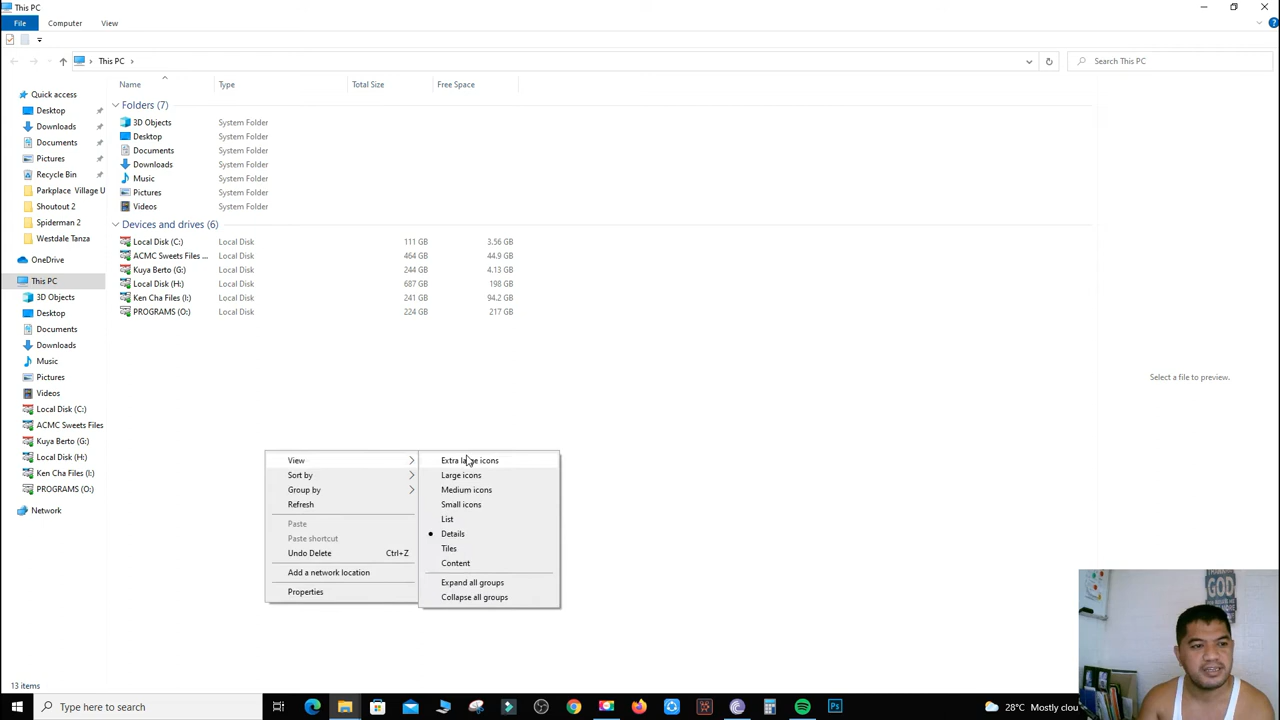 This PC
File Computer View
This PC
Search This PC
Name Type Total Size Free Space
Quick access
Desktop
Downloads
Documents
Pictures
Recycle Bin
Parkplace Village U
Shoutout 2
Spiderman 2
Westdale Tanza
OneDrive
This PC
3D Objects
Desktop
Documents
Downloads
Music
Pictures
Videos
Local Disk (C:)
ACMC Sweets Files
Kuya Berto (G:)
Local Disk (H:)
Ken Cha Files (I:)
PROGRAMS (O:)
Network
Folders (7)
3D Objects System Folder
Desktop System Folder
Documents System Folder
Downloads System Folder
Music System Folder
Pictures System Folder
Videos System Folder
Devices and drives (6)
Local Disk (C:) Local Disk 111 GB 3.56 GB
ACMC Sweets Files ... Local Disk 464 GB 44.9 GB
Kuya Berto (G:) Local Disk 244 GB 4.13 GB
Local Disk (H:) Local Disk 687 GB 198 GB
Ken Cha Files (I:) Local Disk 241 GB 94.2 GB
PROGRAMS (O:) Local Disk 224 GB 217 GB
Select a file to preview.
View
Sort by
Group by
Refresh
Paste
Paste shortcut
Undo Delete Ctrl+Z
Add a network location
Properties
Extra large icons
Large icons
Medium icons
Small icons
List
Details
Tiles
Content
Expand all groups
Collapse all groups
GOD
13 items
Type here to search
28°C Mostly clou